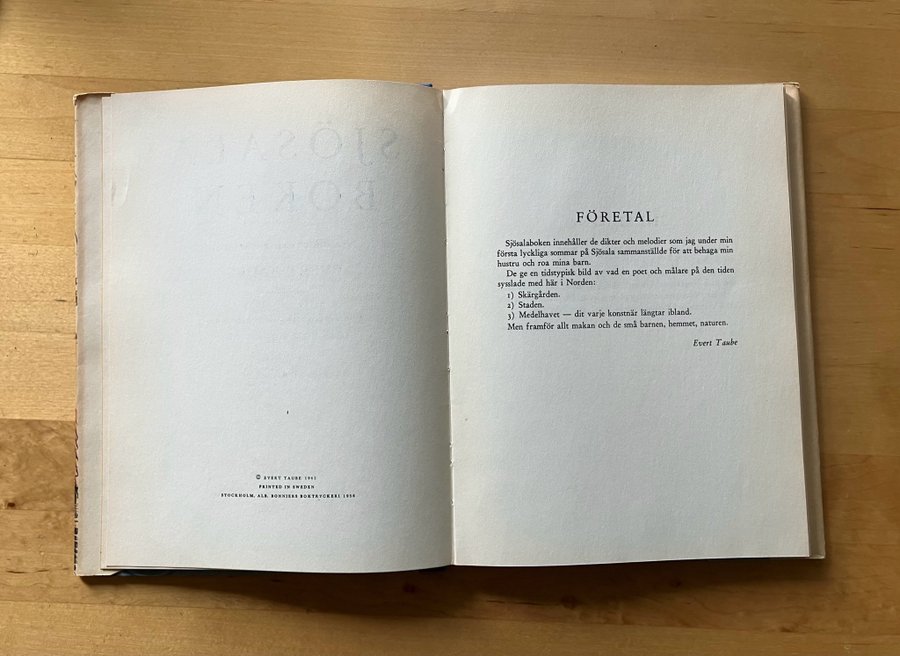 © EVERT TAUBE
PRINTED IN SWEDEN
STOCKHOLM, ALB. BONNIERS BOKTRYCKERI 1958
FÖRETAL
Sjösalaboken innehåller de dikter och melodier som jag under min
första lyckliga sommar på Sjösala sammanställde för att behaga min
hustru och roa mina barn.
De ge en tidstypisk bild av vad en poet och målare på den tiden
sysslade med här i Norden:
1) Skärgården.
2) Staden.
3) Medelhavet — dit varje konstnär längtar ibland.
Men framför allt makan och de små barnen, hemmet, naturen.
Evert Taube